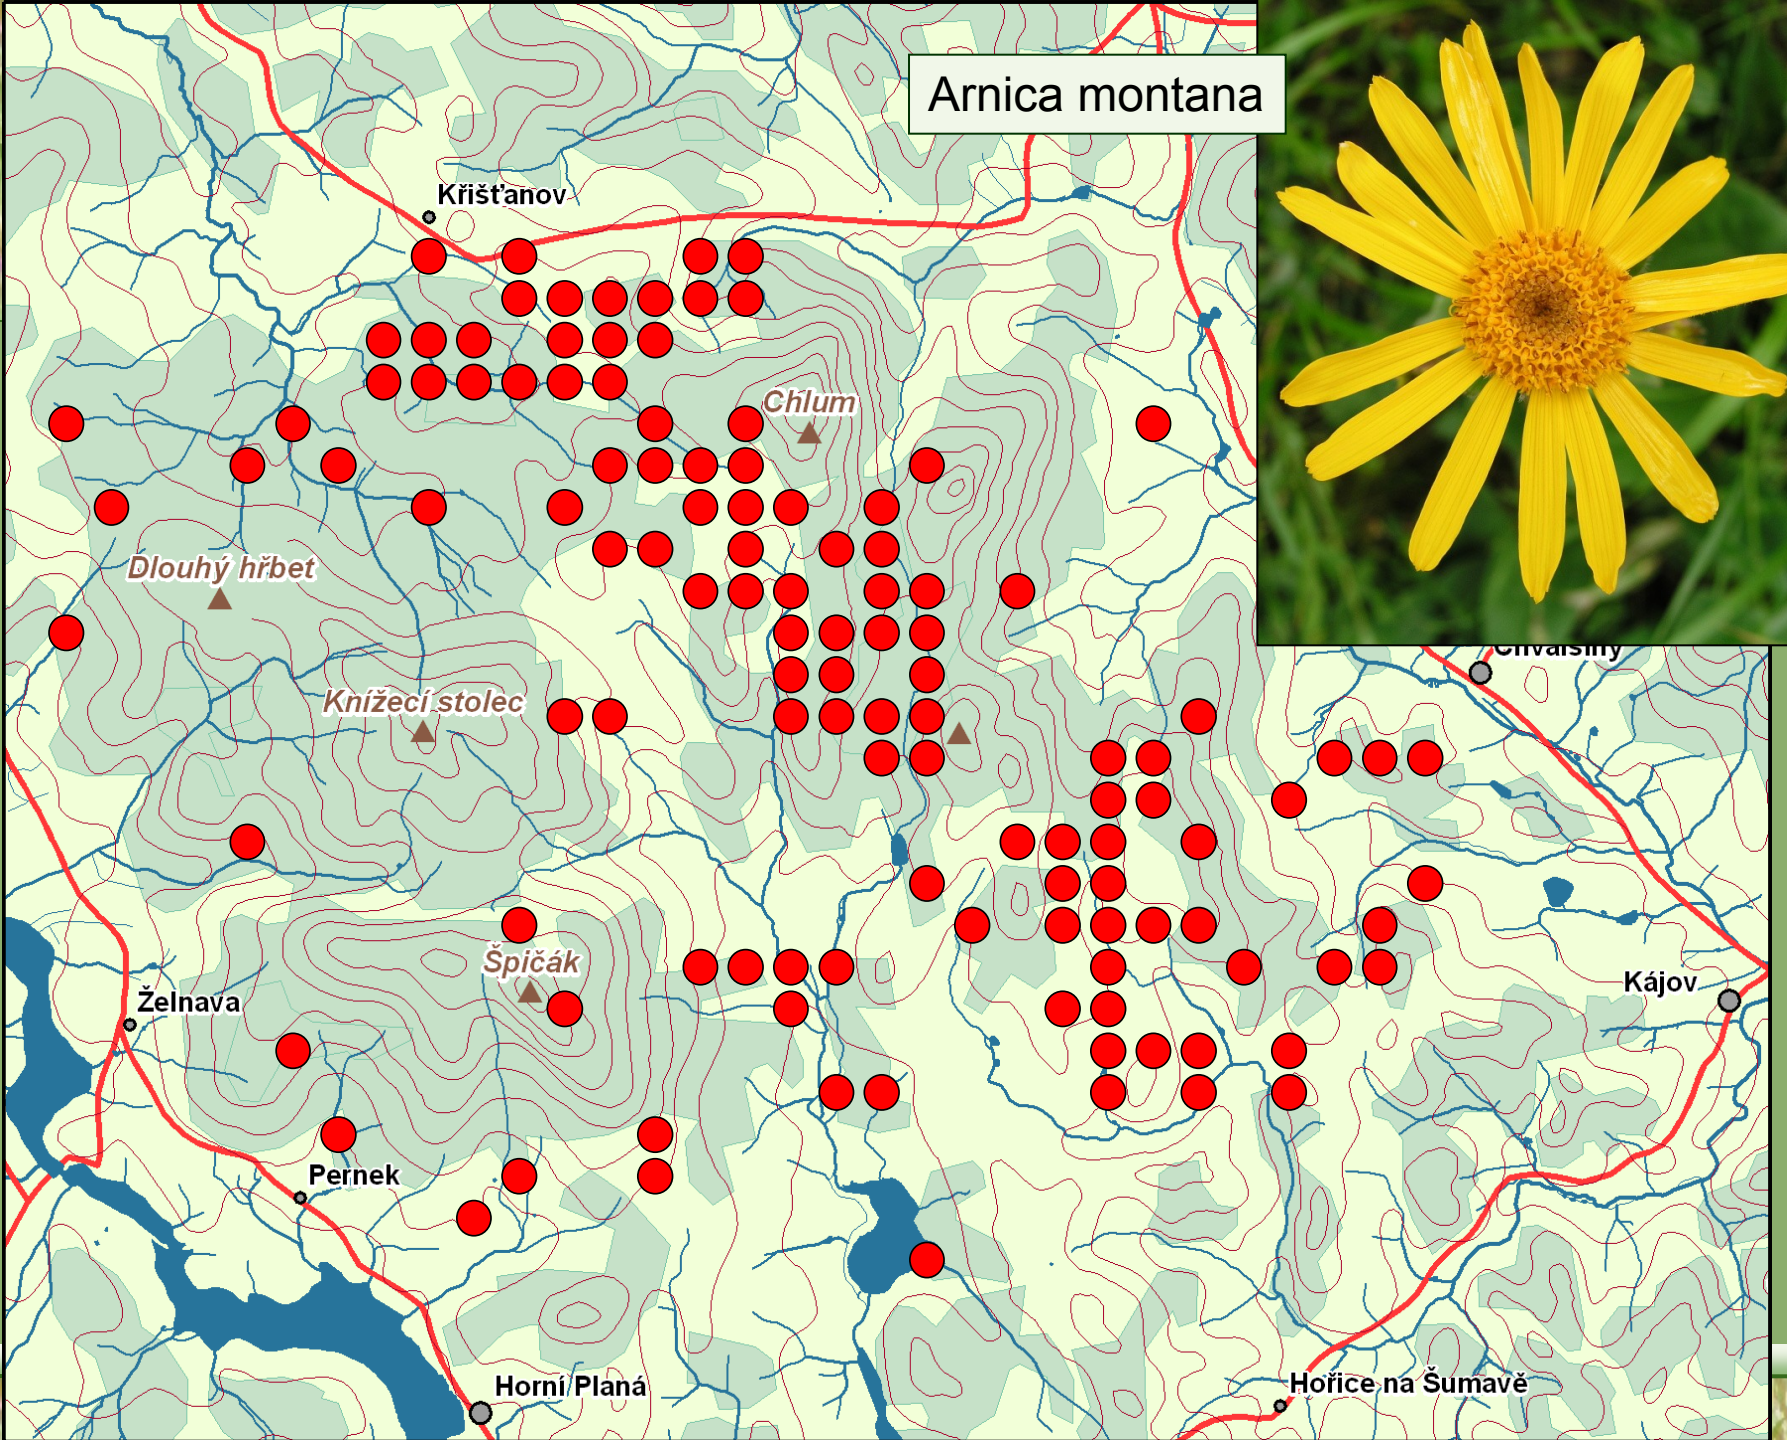 Arnica montana
Křišťanov
Chlum
Dlouhý hřbet
Knížecí stolec
Špičák
Želnava
Kájov
Pernek
Horní Planá
Hořice na Šumavě